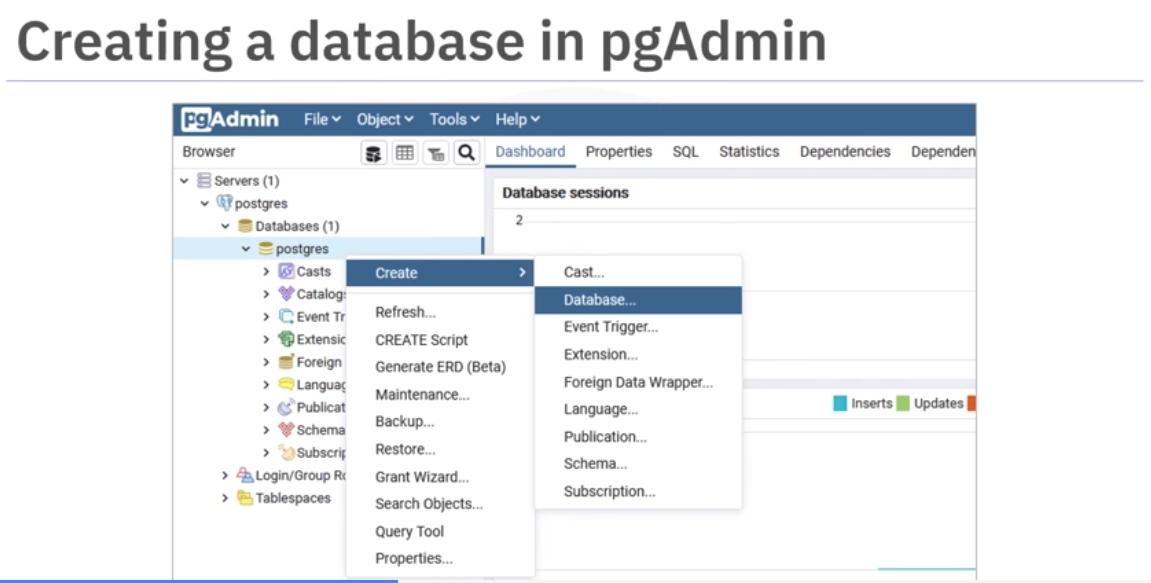 Creating a database in pgAdmin
pgAdmin File Object Tools Help
Browser
Dashboard Properties SQL Statistics Dependencies Dependen
Servers (1)
postgres
Databases (1)
postgres
Casts
Catalogs
Event Tr
Extensic
Foreign
Languag
Publicat
Schema
Subscrip
Login/Group Ro
Tablespaces
Create
Refresh...
CREATE Script
Generate ERD (Beta)
Maintenance...
Backup...
Restore...
Grant Wizard...
Search Objects...
Query Tool
Properties...
Cast...
Database...
Event Trigger...
Extension...
Foreign Data Wrapper...
Language...
Publication...
Schema...
Subscription...
Database sessions
2
Inserts Updates